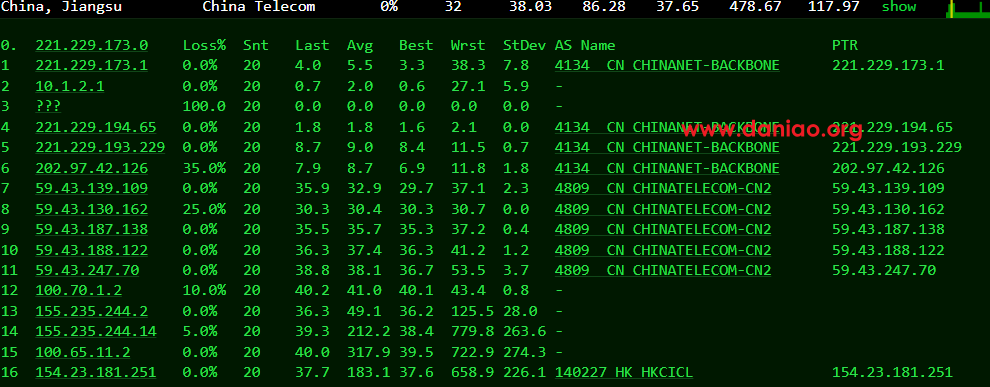 China, Jiangsu China Telecom 0% 32 38.03 86.28 37.65 478.67 117.97 show
0. 221.229.173.0 Loss% Snt Last Avg Best Wrst StDev AS Name PTR
1 221.229.173.1 0.0% 20 4.0 5.5 3.3 38.3 7.8 4134 CN CHINANET-BACKBONE 221.229.173.1
2 10.1.2.1 0.0% 20 0.7 2.0 0.6 27.1 5.9 -
3 ??? 100.0 20 0.0 0.0 0.0 0.0 0.0 -
4 221.229.194.65 0.0% 20 1.8 1.8 1.6 2.1 0.0 4134 CN CHINANET-BACKBONE 221.229.194.65
www.daniao.org
5 221.229.193.229 0.0% 20 8.7 9.0 8.4 11.5 0.7 4134 CN CHINANET-BACKBONE 221.229.193.229
6 202.97.42.126 35.0% 20 7.9 8.7 6.9 11.8 1.8 4134 CN CHINANET-BACKBONE 202.97.42.126
7 59.43.139.109 0.0% 20 35.9 32.9 29.7 37.1 2.3 4809 CN CHINATELECOM-CN2 59.43.139.109
8 59.43.130.162 25.0% 20 30.3 30.4 30.3 30.7 0.0 4809 CN CHINATELECOM-CN2 59.43.130.162
9 59.43.187.138 0.0% 20 35.5 35.7 35.3 37.2 0.4 4809 CN CHINATELECOM-CN2 59.43.187.138
10 59.43.188.122 0.0% 20 36.3 37.4 36.3 41.2 1.2 4809 CN CHINATELECOM-CN2 59.43.188.122
11 59.43.247.70 0.0% 20 38.8 38.1 36.7 53.5 3.7 4809 CN CHINATELECOM-CN2 59.43.247.70
12 100.70.1.2 10.0% 20 40.2 41.0 40.1 43.4 0.8 -
13 155.235.244.2 0.0% 20 36.3 49.1 36.2 125.5 28.0 -
14 155.235.244.14 5.0% 20 39.3 212.2 38.4 779.8 263.6 -
15 100.65.11.2 0.0% 20 40.0 317.9 39.5 722.9 274.3 -
16 154.23.181.251 0.0% 20 37.7 183.1 37.6 658.9 226.1 140227 HK HKCICL 154.23.181.251